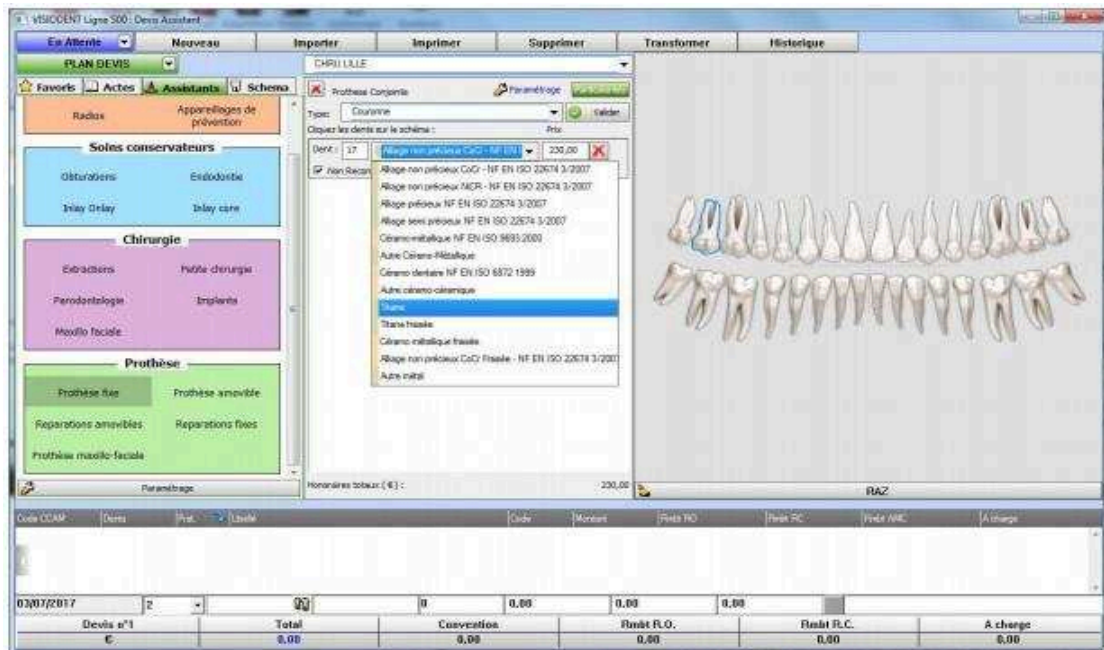 VISIODENT Ligne 500 : Devis Assistant
En Attente Nouveau Importer Imprimer Supprimer Transformer Historique
PLAN DEVIS
CHRU LILLE
Favoris Actes Assistants Schema
Radios
Appareillages de prévention
Soins conservateurs
Obturations
Endodontie
Inlay Onlay
Inlay core
Chirurgie
Extractions
Petite chirurgie
Parodontologie
Implants
Maxillo faciale
Prothèse
Prothèse fixe
Prothèse amovible
Reparations amovibles
Reparations fixes
Prothèse maxillo-faciale
Paramétrage
Prothèse Conjointe Paramétrage
Type: Couronne Valider
Cliquez les dents sur le schéma : Prix
Dent : 17 Alliage non précieux CoCr - NF EN 230,00
Alliage non précieux CoCr - NF EN ISO 22674 3/2007
Alliage non précieux NiCR - NF EN ISO 22674 3/2007
Alliage précieux NF EN ISO 22674 3/2007
Alliage semi précieux NF EN ISO 22674 3/2007
Céramo-métallique NF EN ISO 9693:2000
Autre Céramo-Métallique
Céramo dentaire NF EN ISO 6872 1999
Autre céramo-céramique
Titane
Titane fraisée
Céramo-métallique fraisée
Alliage non précieux CoCr Fraisée - NF EN ISO 22674 3/2007
Autre métal
Honoraires totaux (€) : 230,00
RAZ
Code CCAM Dents Prat. Libellé Code Montant Rmbt RO Rmbt RC Rmbt AMC A charge
03/07/2017 2 0 0,00 0,00 0,00
Devis n°1 Total Convention Rmbt R.O. Rmbt R.C. A charge
€ 0,00 0,00 0,00 0,00 0,00